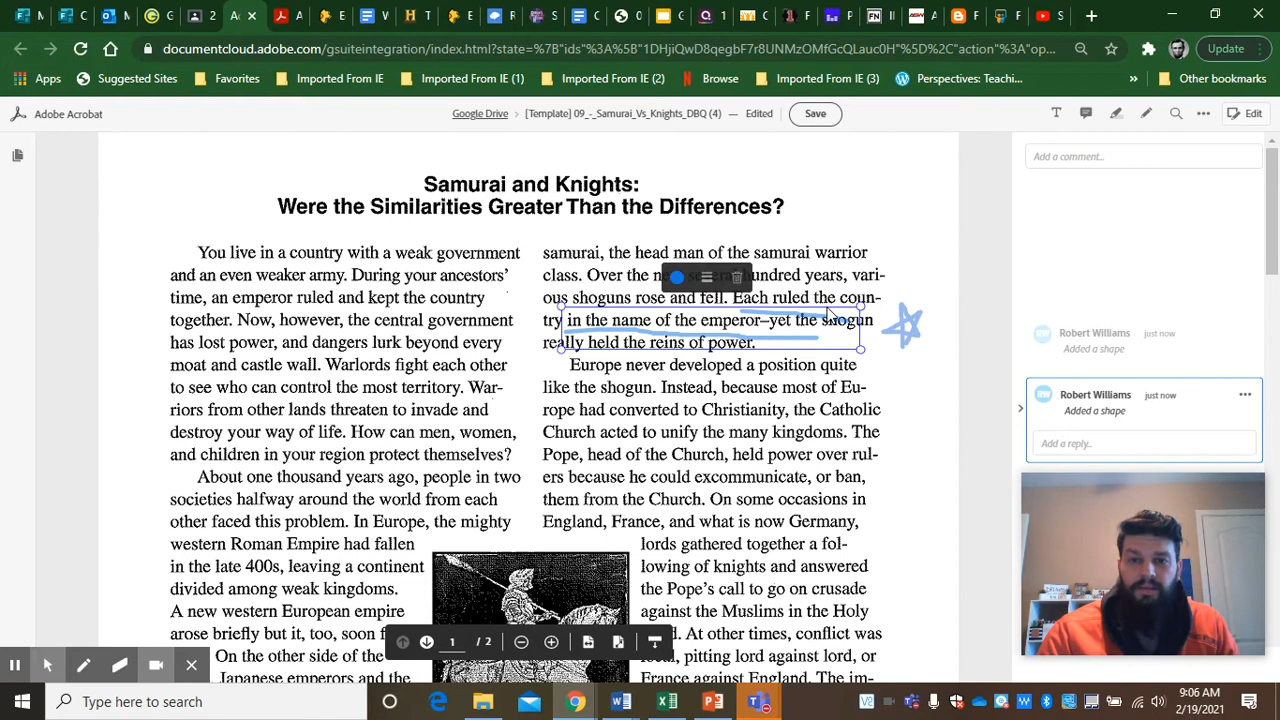 documentcloud.adobe.com/gsuiteintegration/index.html?state=%7B"ids"%3A%5B"1DHjiQwD8qegbF7r8UNMzOMfGcQLauc0H"%5D%2C"action"%3A"op...
Update
Apps
Suggested Sites
Favorites
Imported From IE
Imported From IE (1)
Imported From IE (2)
Browse
Imported From IE (3)
Perspectives: Teachi...
Other bookmarks
Adobe Acrobat
Google Drive › [Template] 09_-_Samurai_Vs_Knights_DBQ (4) — Edited
Save
Edit
Samurai and Knights:
Were the Similarities Greater Than the Differences?
You live in a country with a weak government
and an even weaker army. During your ancestors'
time, an emperor ruled and kept the country
together. Now, however, the central government
has lost power, and dangers lurk beyond every
moat and castle wall. Warlords fight each other
to see who can control the most territory. War-
riors from other lands threaten to invade and
destroy your way of life. How can men, women,
and children in your region protect themselves?
About one thousand years ago, people in two
societies halfway around the world from each
other faced this problem. In Europe, the mighty
western Roman Empire had fallen
in the late 400s, leaving a continent
divided among weak kingdoms.
A new western European empire
arose briefly but it, too, soon
On the other side of the
Japanese emperors and the
samurai, the head man of the samurai warrior
class. Over the hundred years, vari-
ous shoguns rose and fell. Each ruled the coun-
try in the name of the emperor–yet the shogun
really held the reins of power.
Europe never developed a position quite
like the shogun. Instead, because most of Eu-
rope had converted to Christianity, the Catholic
Church acted to unify the many kingdoms. The
Pope, head of the Church, held power over rul-
ers because he could excommunicate, or ban,
them from the Church. On some occasions in
England, France, and what is now Germany,
lords gathered together a fol-
lowing of knights and answered
the Pope's call to go on crusade
against the Muslims in the Holy
At other times, conflict was
pitting lord against lord, or
France against England. The im-
1 / 2
Add a comment...
Robert Williams just now
Added a shape
Robert Williams just now
Added a shape
Add a reply...
Type here to search
9:06 AM
2/19/2021